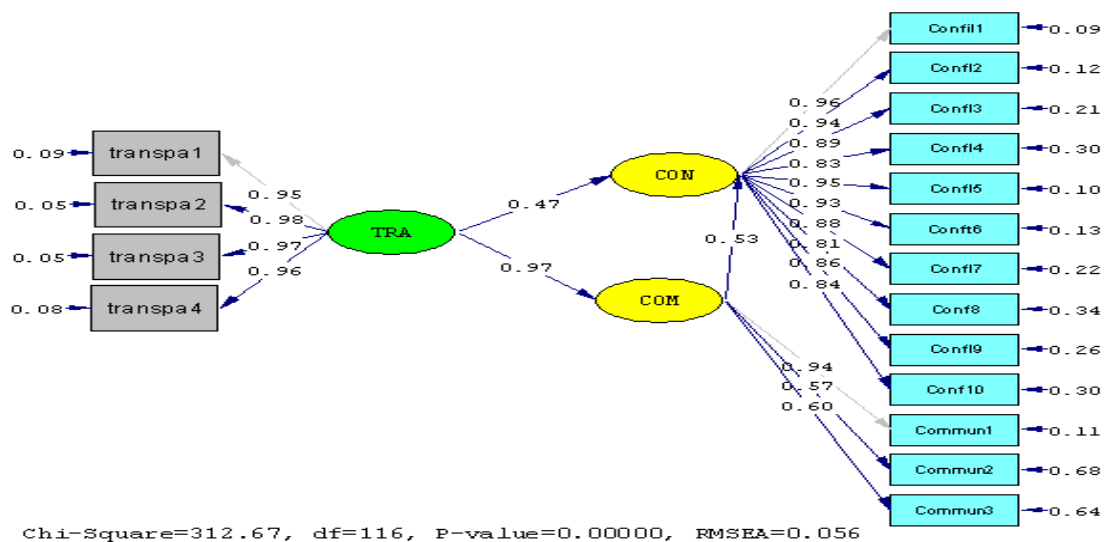 Confil1
0.09
Confl2
0.12
0.96
Confl3
0.21
0.94
0.89
Confl4
0.30
0.09
transpa1
0.83
CON
0.95
Confl5
0.10
0.95
0.93
0.05
transpa2
0.98
0.47
0.88
Conft6
0.13
TRA
0.53
0.81
0.97
0.86
0.05
transpa3
0.97
Confl7
0.22
0.96
0.84
0.08
transpa4
COM
Conf8
0.34
Confl9
0.26
0.94
0.57
Conf10
0.30
0.60
Commun1
0.11
Commun2
0.68
Commun3
0.64
Chi-Square=312.67, df=116, P-value=0.00000, RMSEA=0.056